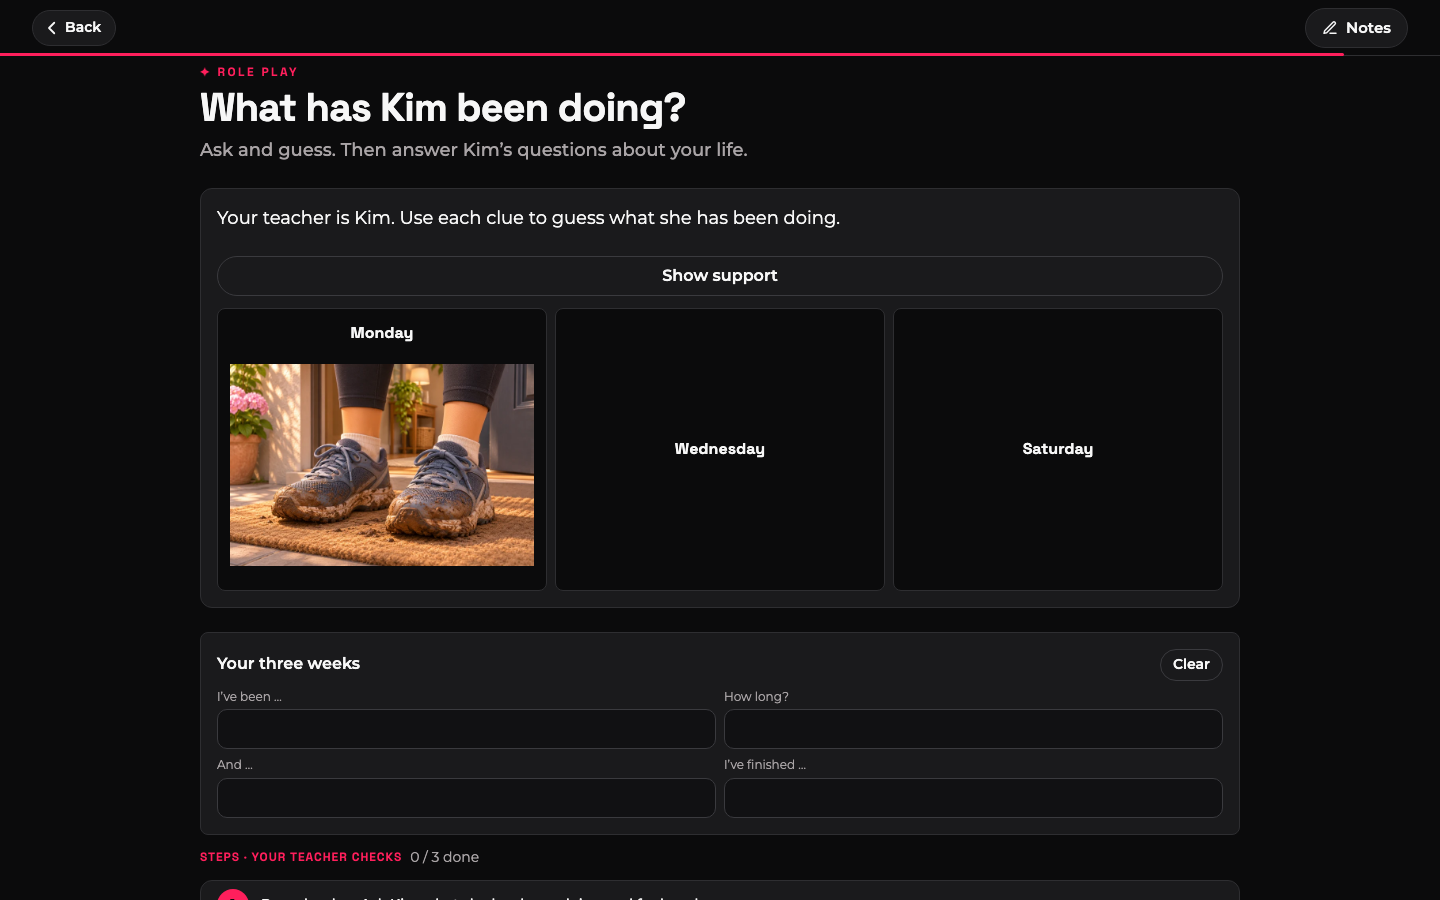 Back
Notes
ROLE PLAY
What has Kim been doing?
Ask and guess. Then answer Kim's questions about your life.
Your teacher is Kim. Use each clue to guess what she has been doing.
Show support
Monday
Wednesday
Saturday
Your three weeks
Clear
I've been ...
How long?
And ...
I've finished ...
STEPS · YOUR TEACHER CHECKS 0 / 3 done